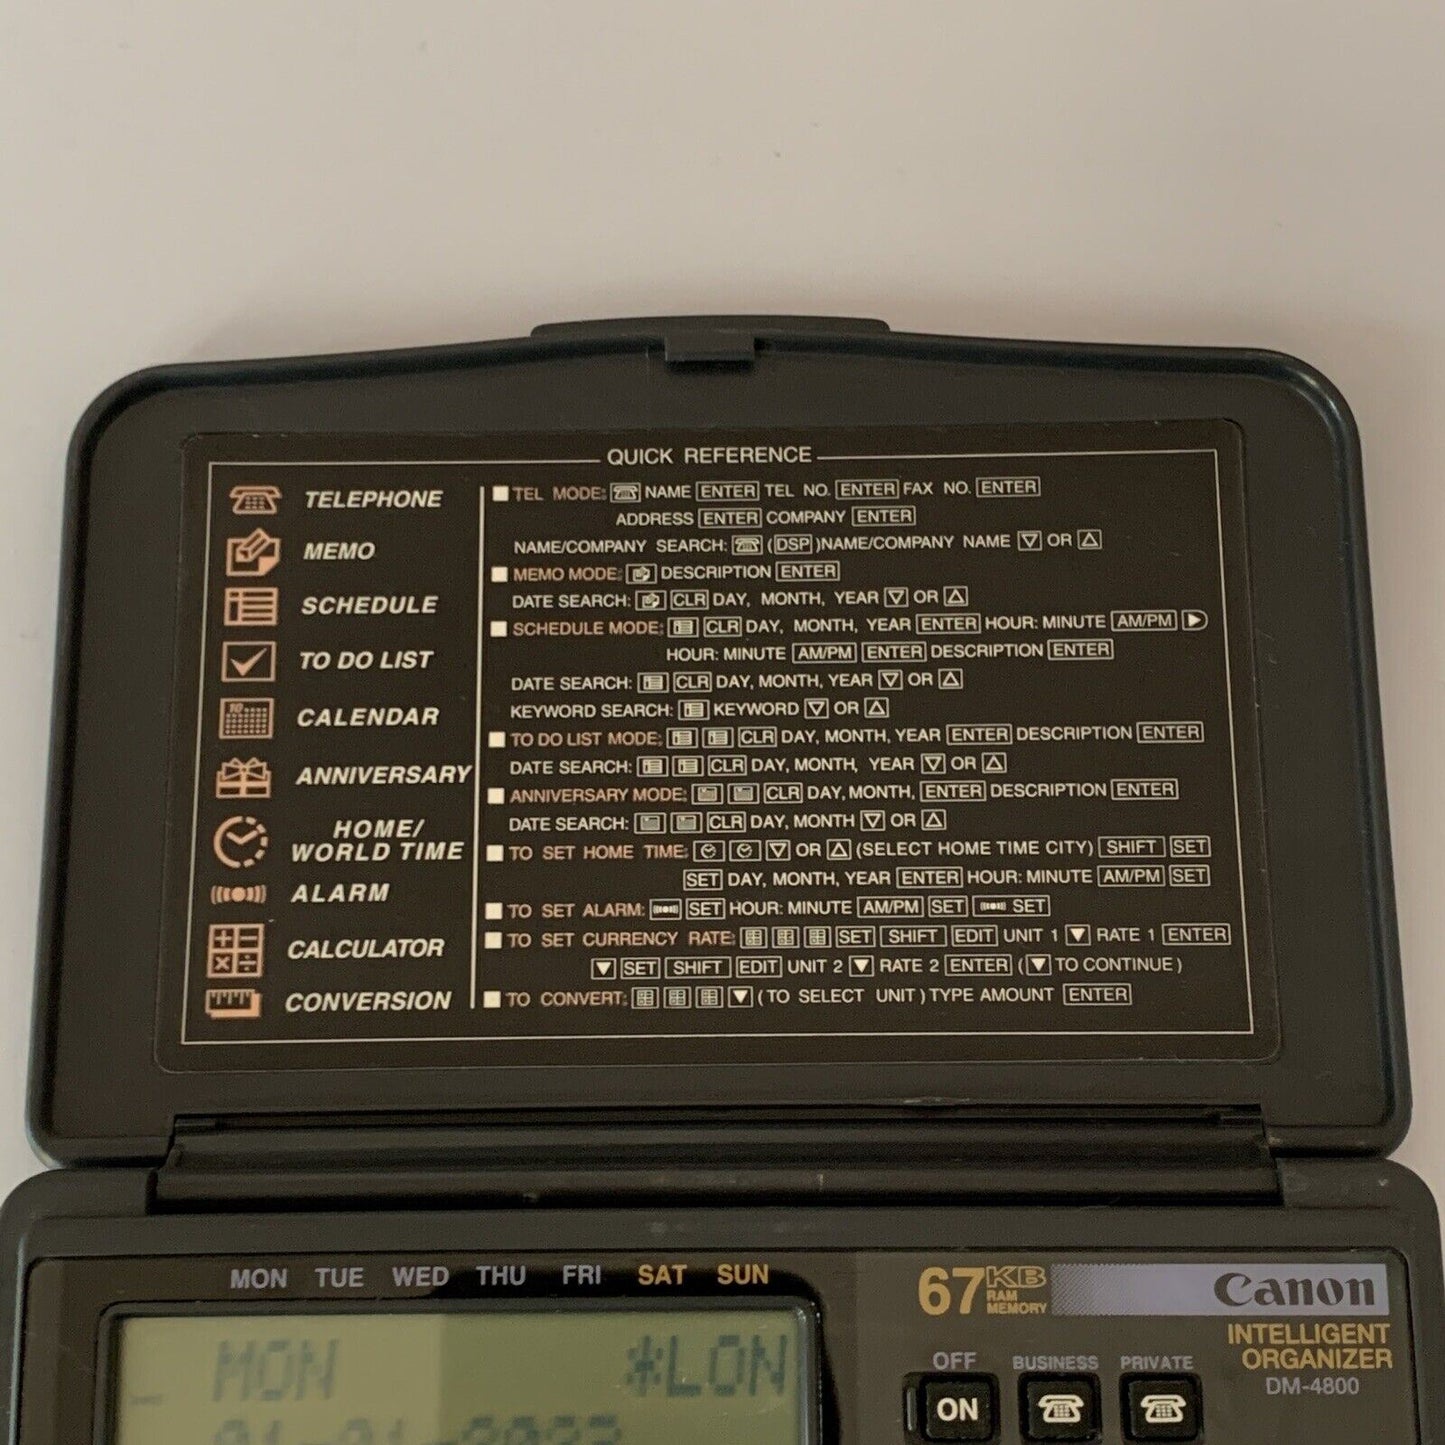 QUICK REFERENCE
TELEPHONE
MEMO
SCHEDULE
TO DO LIST
CALENDAR
ANNIVERSARY
HOME/
WORLD TIME
ALARM
CALCULATOR
CONVERSION
TEL MODE: NAME ENTER TEL NO. ENTER FAX NO. ENTER
ADDRESS ENTER COMPANY ENTER
NAME/COMPANY SEARCH: (DSP)NAME/COMPANY NAME ▽ OR △
MEMO MODE: DESCRIPTION ENTER
DATE SEARCH: CLR DAY, MONTH, YEAR ▽ OR △
SCHEDULE MODE: CLR DAY, MONTH, YEAR ENTER HOUR: MINUTE AM/PM ▶
HOUR: MINUTE AM/PM ENTER DESCRIPTION ENTER
DATE SEARCH: CLR DAY, MONTH, YEAR ▽ OR △
KEYWORD SEARCH: KEYWORD ▽ OR △
TO DO LIST MODE: CLR DAY, MONTH, YEAR ENTER DESCRIPTION ENTER
DATE SEARCH: CLR DAY, MONTH, YEAR ▽ OR △
ANNIVERSARY MODE: CLR DAY, MONTH, ENTER DESCRIPTION ENTER
DATE SEARCH: CLR DAY, MONTH ▽ OR △
TO SET HOME TIME: ▽ OR △ (SELECT HOME TIME CITY) SHIFT SET
SET DAY, MONTH, YEAR ENTER HOUR: MINUTE AM/PM SET
TO SET ALARM: SET HOUR: MINUTE AM/PM SET SET
TO SET CURRENCY RATE: SET SHIFT EDIT UNIT 1 ▼ RATE 1 ENTER
▼ SET SHIFT EDIT UNIT 2 ▼ RATE 2 ENTER (▼ TO CONTINUE)
TO CONVERT: ▼ (TO SELECT UNIT) TYPE AMOUNT ENTER
MON TUE WED THU FRI SAT SUN
67 KB RAM MEMORY
Canon
INTELLIGENT
ORGANIZER
DM-4800
OFF BUSINESS PRIVATE
ON
MON *LON
01-01-2023